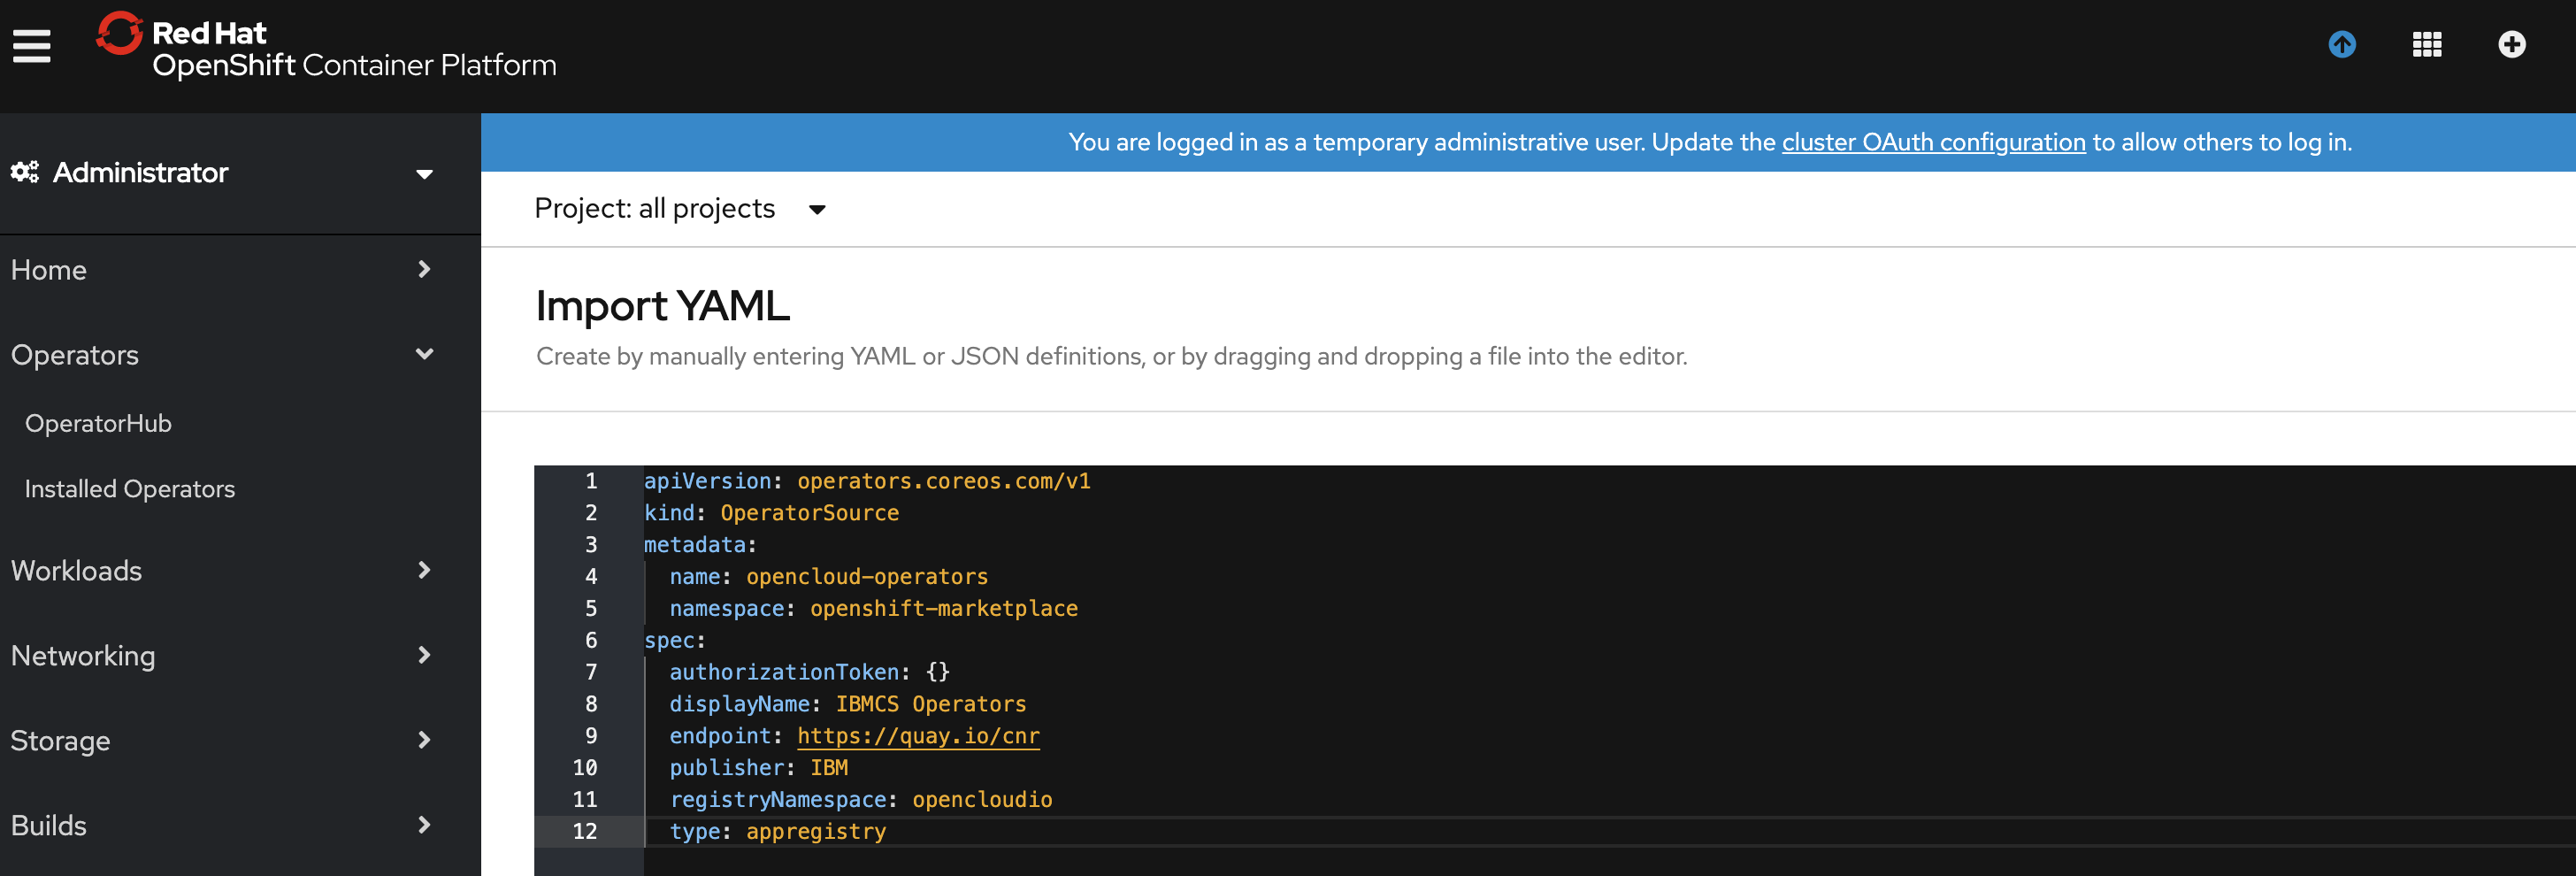 Red Hat
OpenShift Container Platform
Administrator
Home
Operators
OperatorHub
Installed Operators
Workloads
Networking
Storage
Builds
You are logged in as a temporary administrative user. Update the cluster OAuth configuration to allow others to log in.
Project: all projects
Import YAML
Create by manually entering YAML or JSON definitions, or by dragging and dropping a file into the editor.
1 apiVersion: operators.coreos.com/v1
2 kind: OperatorSource
3 metadata:
4   name: opencloud-operators
5   namespace: openshift-marketplace
6 spec:
7   authorizationToken: {}
8   displayName: IBMCS Operators
9   endpoint: https://quay.io/cnr
10   publisher: IBM
11   registryNamespace: opencloudio
12   type: appregistry